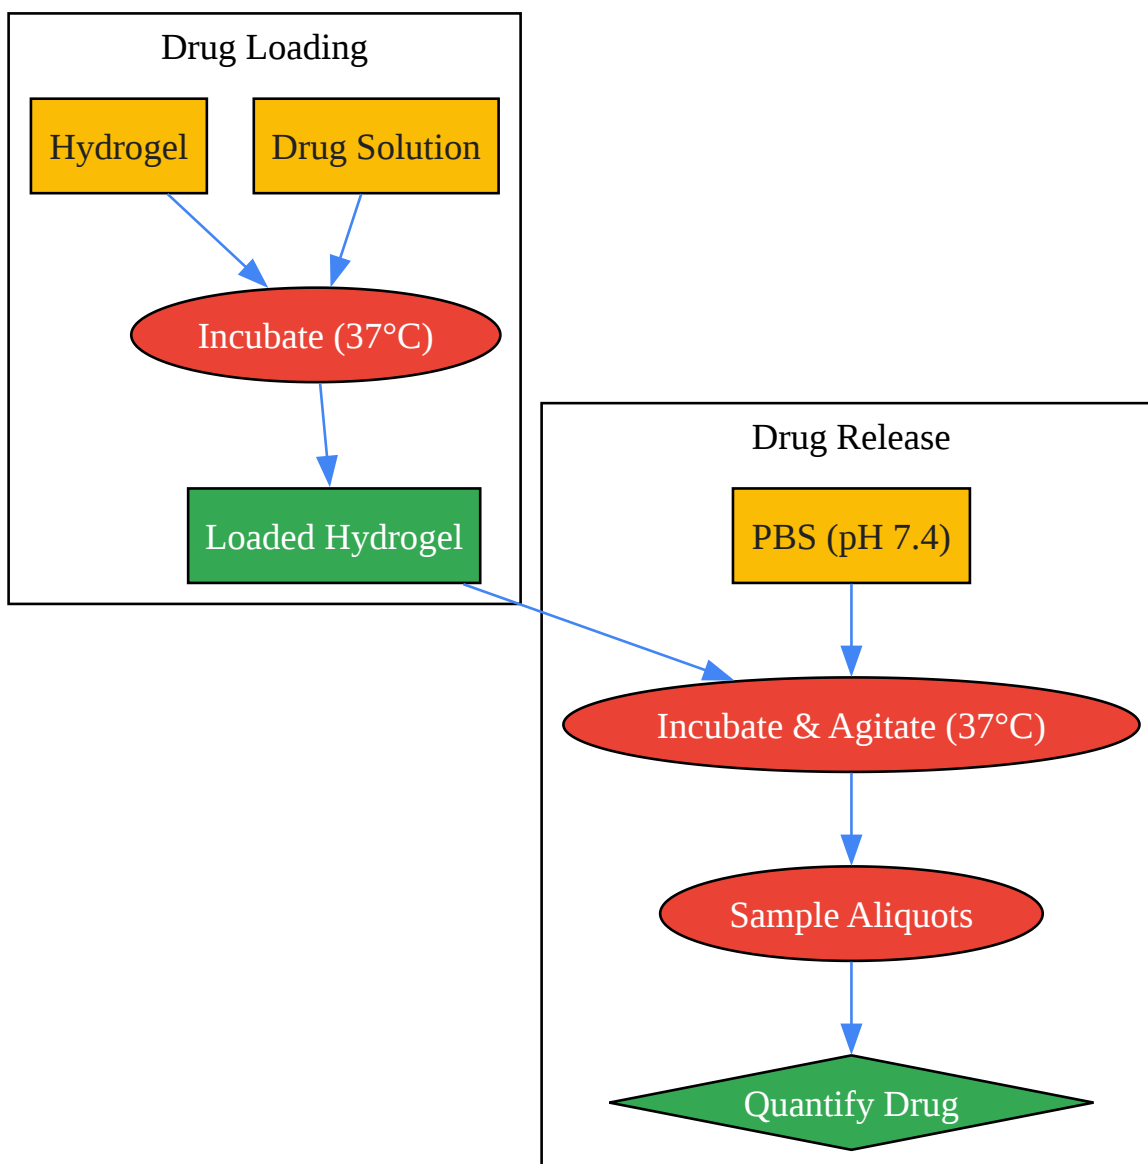 Drug Loading
Hydrogel
Drug Solution
Incubate (37°C)
Loaded Hydrogel
Drug Release
PBS (pH 7.4)
Incubate & Agitate (37°C)
Sample Aliquots
Quantify Drug